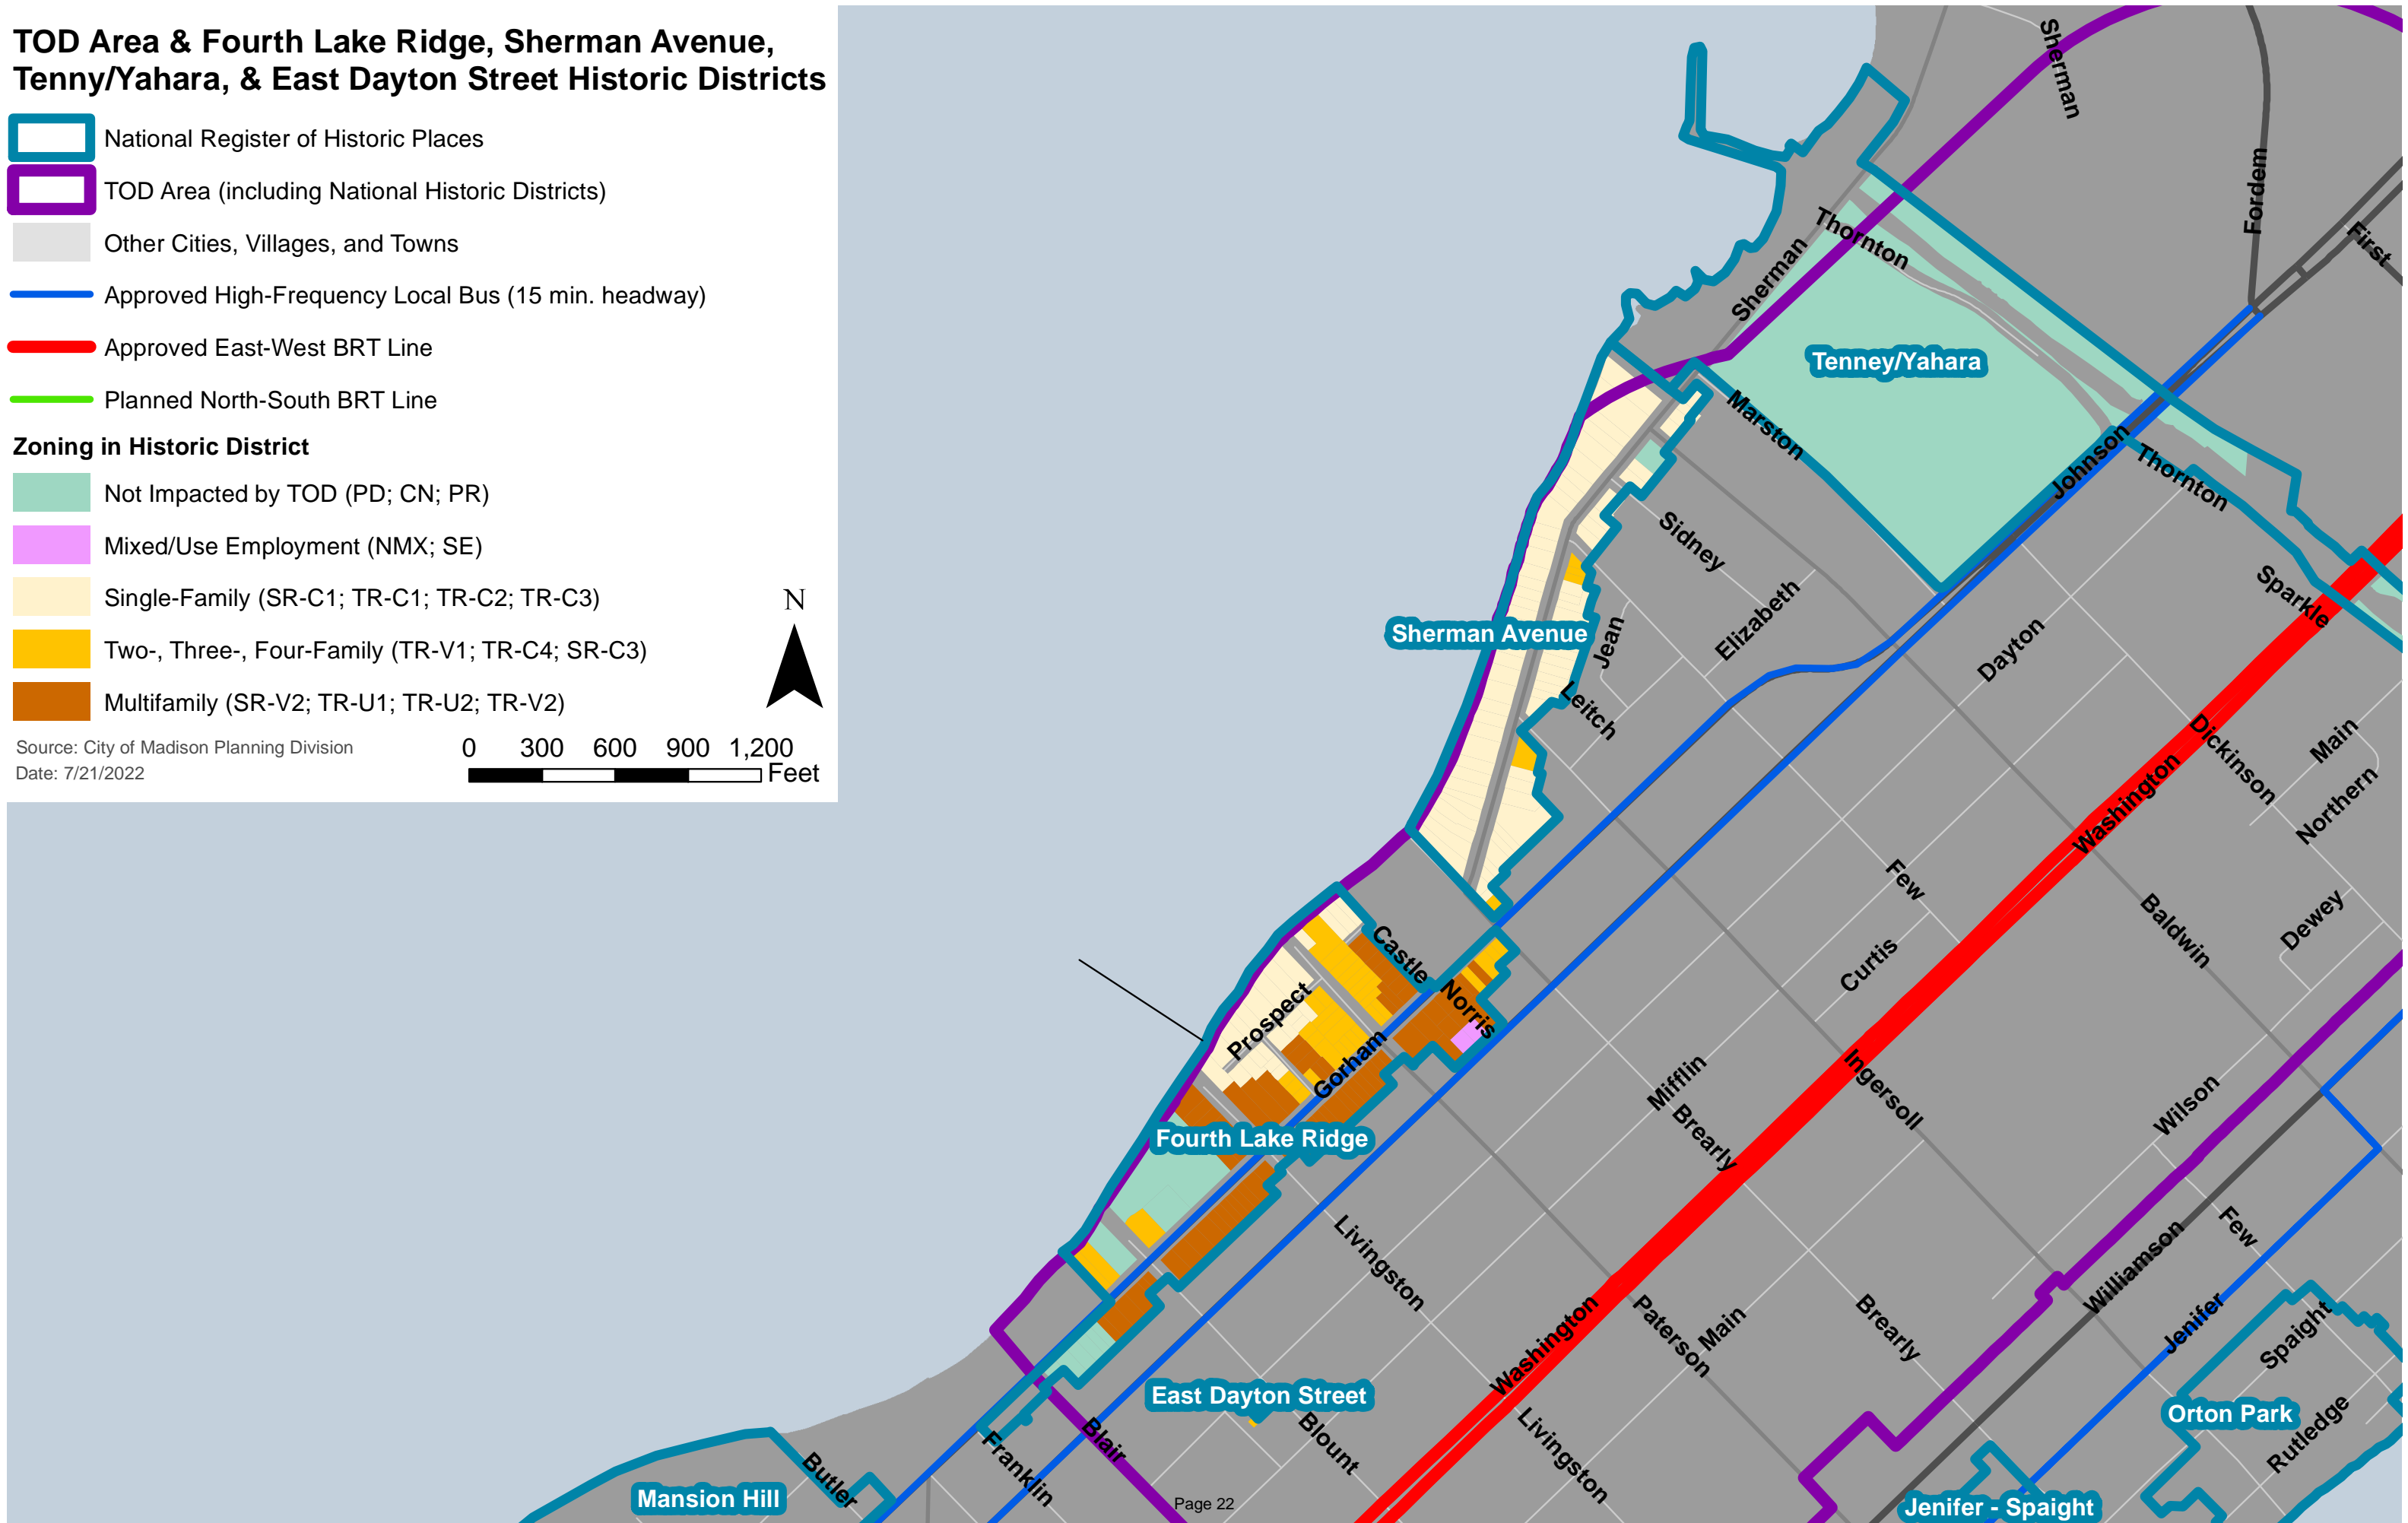 TOD Area & Fourth Lake Ridge, Sherman Avenue,
Tenny/Yahara, & East Dayton Street Historic Districts
National Register of Historic Places
TOD Area (including National Historic Districts)
Other Cities, Villages, and Towns
Approved High-Frequency Local Bus (15 min. headway)
Approved East-West BRT Line
Planned North-South BRT Line
Zoning in Historic District
Not Impacted by TOD (PD; CN; PR)
Mixed/Use Employment (NMX; SE)
Single-Family (SR-C1; TR-C1; TR-C2; TR-C3)
Two-, Three-, Four-Family (TR-V1; TR-C4; SR-C3)
Multifamily (SR-V2; TR-U1; TR-U2; TR-V2)
N
Source: City of Madison Planning Division
Date: 7/21/2022
0 300 600 900 1,200
Feet
Sherman
Fordem
First
Thornton
Sherman
Tenney/Yahara
Marston
Johnson
Thornton
Sidney
Sparkle
Elizabeth
Sherman Avenue
Jean
Dayton
Leitch
Dickinson
Main
Northern
Washington
Few
Baldwin
Dewey
Curtis
Castle
Norris
Prospect
Gorham
Mifflin
Brearly
Ingersoll
Wilson
Fourth Lake Ridge
Livingston
Few
Williamson
Jenifer
Spaight
Washington
Paterson
Main
Brearly
East Dayton Street
Orton Park
Rutledge
Blair
Blount
Livingston
Franklin
Butler
Mansion Hill
Jenifer - Spaight
Page 22